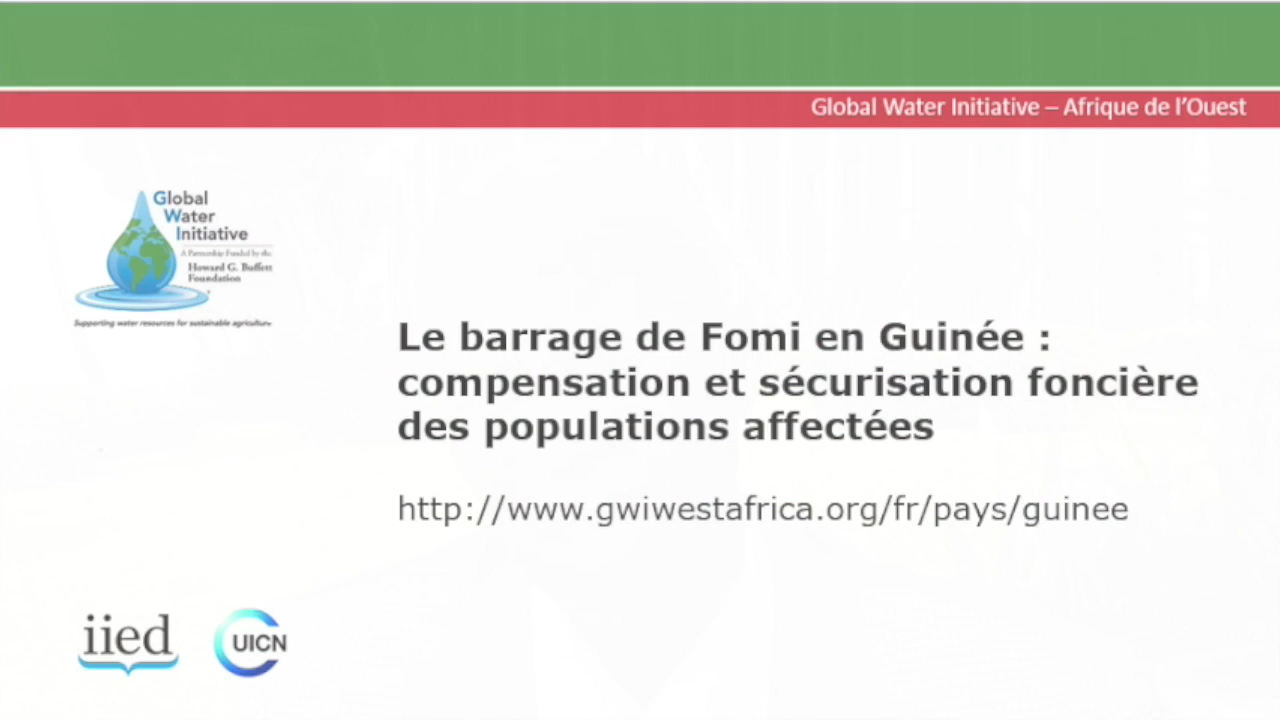 Global Water Initiative – Afrique de l'Ouest
Global
Water
Initiative
A Partnership Funded by the
Howard G. Buffett
Foundation
Supporting water resources for sustainable agriculture
Le barrage de Fomi en Guinée :
compensation et sécurisation foncière
des populations affectées
http://www.gwiwestafrica.org/fr/pays/guinee
iied
UICN